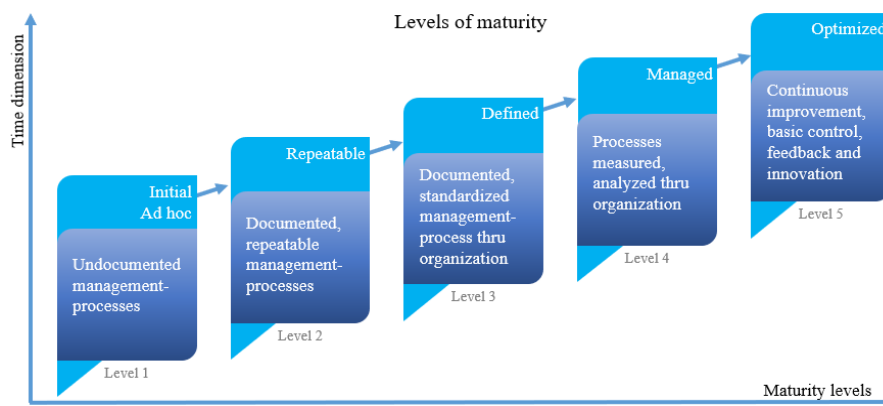 Levels of maturity
Time dimension
Initial
Ad hoc
Undocumented
management-
processes
Level 1
Repeatable
Documented,
repeatable
management-
processes
Level 2
Defined
Documented,
standardized
management-
process thru
organization
Level 3
Managed
Processes
measured,
analyzed thru
organization
Level 4
Optimized
Continuous
improvement,
basic control,
feedback and
innovation
Level 5
Maturity levels